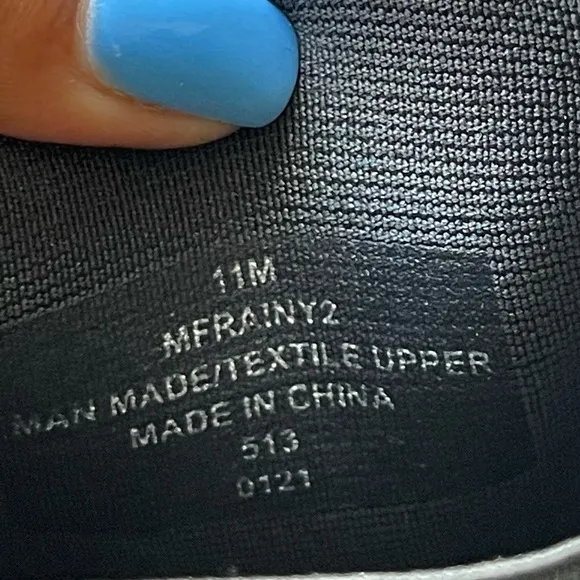 11M
MFRAINY2
MAN MADE/TEXTILE UPPER
MADE IN CHINA
513
0121